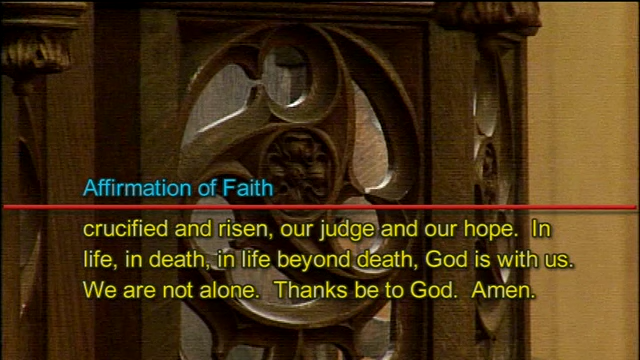 Affirmation of Faith
crucified and risen, our judge and our hope.  In
life, in death, in life beyond death, God is with us.
We are not alone.  Thanks be to God.  Amen.